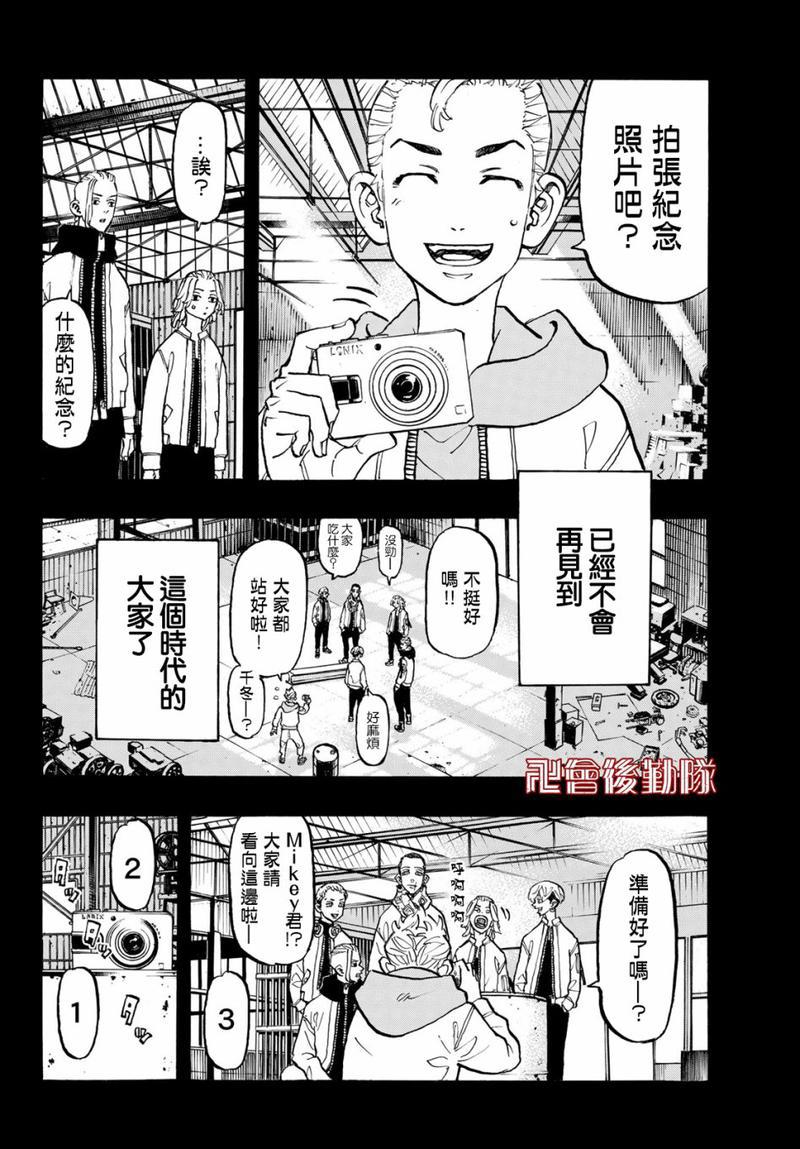 拍張紀念
照片吧？
LONIX
…誒？
什麼的紀念？
已經不會
再見到
不挺好
嗎!!
沒勁—
大家
吃什麼？
大家都
站好啦！
千冬—？
好麻煩
這個時代的
大家了
卍會後勤隊
準備好了嗎—？
呼啊啊啊
Mikey君!?
大家請
看向這邊啦—
3
2
LONIX
1